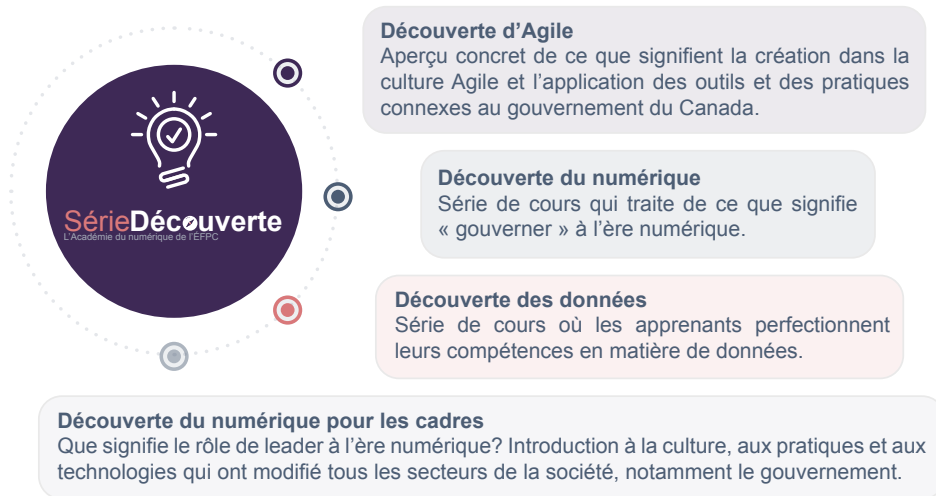 Découverte d’Agile
Aperçu concret de ce que signifient la création dans la
culture Agile et l’application des outils et des pratiques
connexes au gouvernement du Canada.
SérieDécouverte
L’Académie du numérique de l’ÉFPC
Découverte du numérique
Série de cours qui traite de ce que signifie
« gouverner » à l’ère numérique.
Découverte des données
Série de cours où les apprenants perfectionnent
leurs compétences en matière de données.
Découverte du numérique pour les cadres
Que signifie le rôle de leader à l’ère numérique? Introduction à la culture, aux pratiques et aux
technologies qui ont modifié tous les secteurs de la société, notamment le gouvernement.